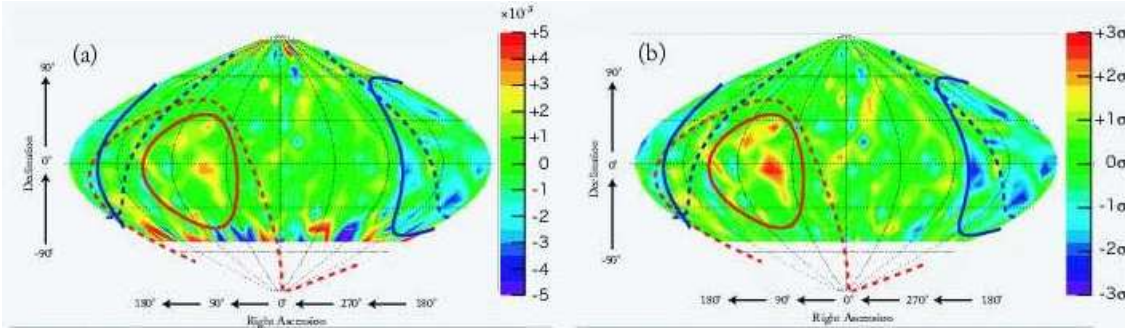 ×10⁻³
(a)
+5
+4
+3
+2
+1
0
-1
-2
-3
-4
-5
90°
0°
-90°
Declination
180° 90° 0° 270° 180°
Right Ascension
(b)
+3σ
+2σ
+1σ
0σ
-1σ
-2σ
-3σ
90°
0°
-90°
Declination
180° 90° 0° 270° 180°
Right Ascension